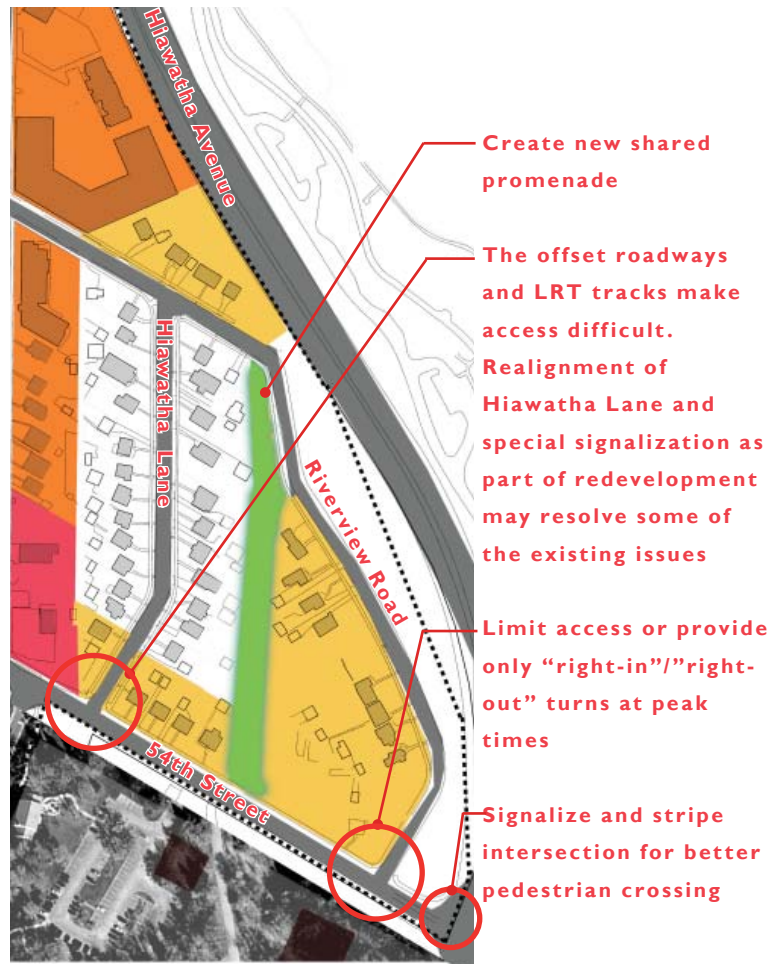 Hiawatha Avenue
Create new shared
promenade
The offset roadways
and LRT tracks make
access difficult.
Realignment of
Hiawatha Lane and
special signalization as
part of redevelopment
may resolve some of
the existing issues
Hiawatha Lane
Riverview Road
Limit access or provide
only “right-in”/”right-
out” turns at peak
times
54th Street
Signalize and stripe
intersection for better
pedestrian crossing